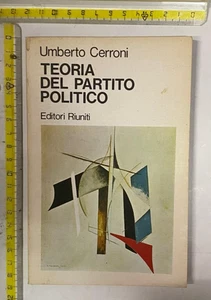 Umberto Cerroni
TEORIA
DEL PARTITO
POLITICO
Editori Riuniti